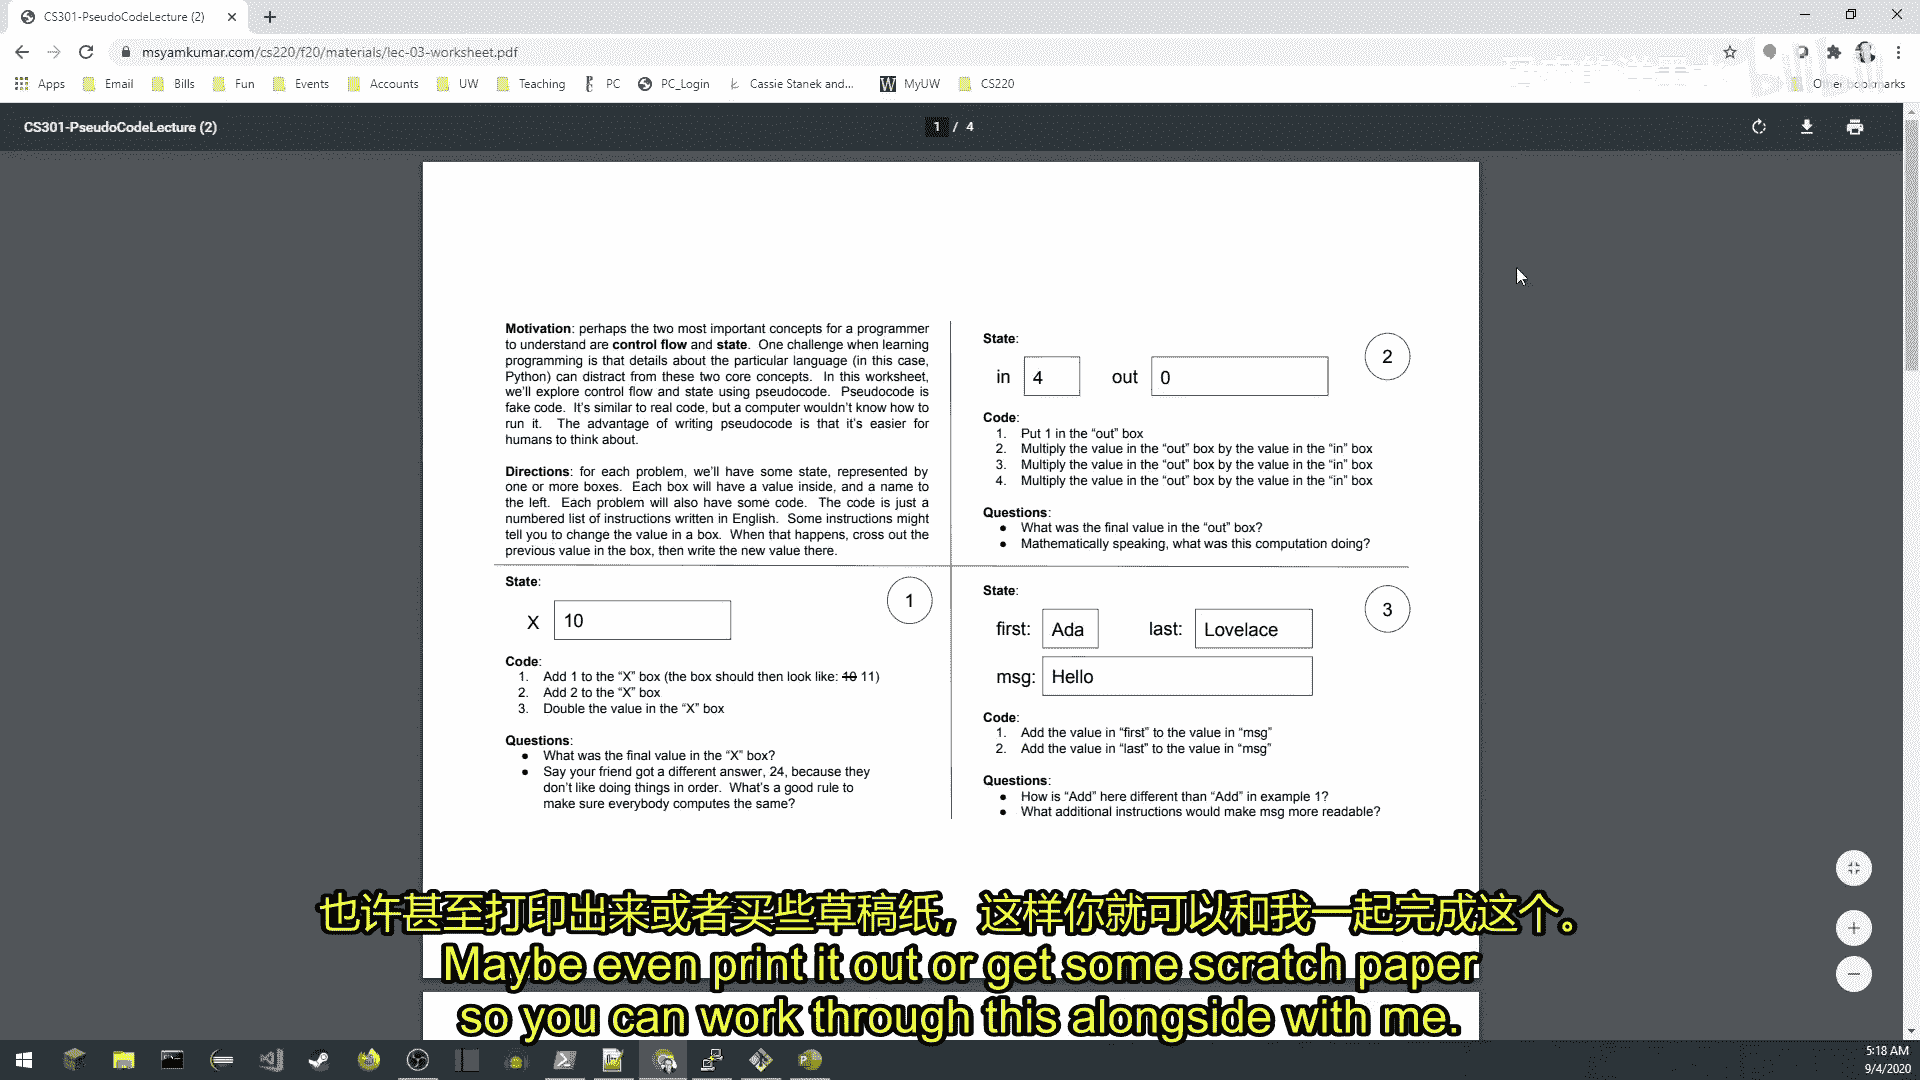 CS301-PseudoCodeLecture (2)
msyamkumar.com/cs220/f20/materials/lec-03-worksheet.pdf
Apps Email Bills Fun Events Accounts UW Teaching PC PC_Login Cassie Stanek and... MyUW CS220 Other bookmarks
CS301-PseudoCodeLecture (2) 1 / 4
Motivation: perhaps the two most important concepts for a programmer
to understand are control flow and state. One challenge when learning
programming is that details about the particular language (in this case,
Python) can distract from these two core concepts. In this worksheet,
we'll explore control flow and state using pseudocode. Pseudocode is
fake code. It's similar to real code, but a computer wouldn't know how to
run it. The advantage of writing pseudocode is that it's easier for
humans to think about.
Directions: for each problem, we'll have some state, represented by
one or more boxes. Each box will have a value inside, and a name to
the left. Each problem will also have some code. The code is just a
numbered list of instructions written in English. Some instructions might
tell you to change the value in a box. When that happens, cross out the
previous value in the box, then write the new value there.
State:
1
X 10
Code:
1. Add 1 to the "X" box (the box should then look like: 10 11)
2. Add 2 to the "X" box
3. Double the value in the "X" box
Questions:
● What was the final value in the "X" box?
● Say your friend got a different answer, 24, because they
don't like doing things in order. What's a good rule to
make sure everybody computes the same?
State:
2
in 4 out 0
Code:
1. Put 1 in the "out" box
2. Multiply the value in the "out" box by the value in the "in" box
3. Multiply the value in the "out" box by the value in the "in" box
4. Multiply the value in the "out" box by the value in the "in" box
Questions:
● What was the final value in the "out" box?
● Mathematically speaking, what was this computation doing?
State:
3
first: Ada last: Lovelace
msg: Hello
Code:
1. Add the value in "first" to the value in "msg"
2. Add the value in "last" to the value in "msg"
Questions:
● How is "Add" here different than "Add" in example 1?
● What additional instructions would make msg more readable?
也许甚至打印出来或者买些草稿纸，这样你就可以和我一起完成这个。
Maybe even print it out or get some scratch paper
so you can work through this alongside with me.
5:18 AM
9/4/2020